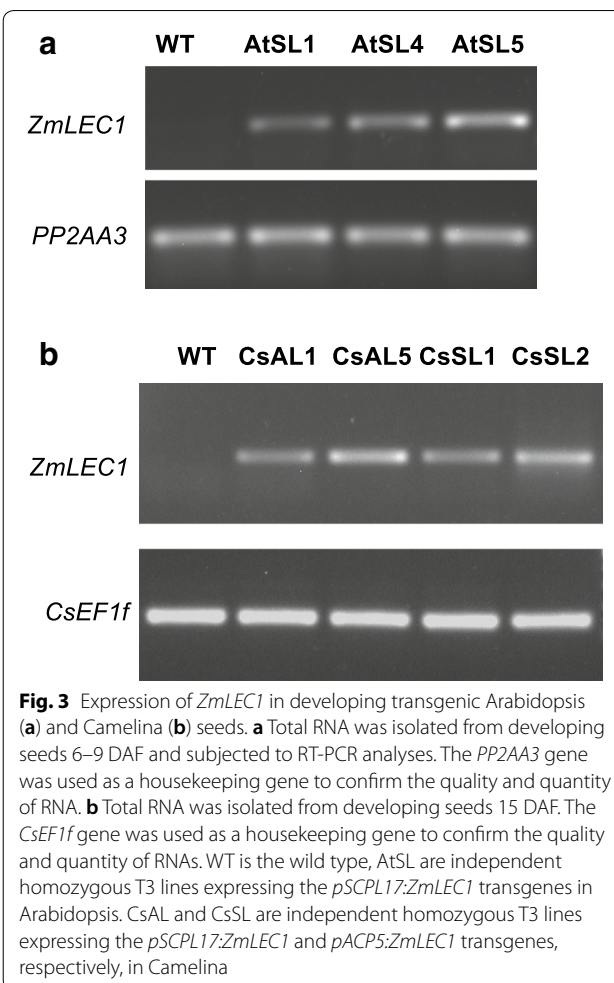 a
WT AtSL1 AtSL4 AtSL5
ZmLEC1
PP2AA3
b
WT CsAL1 CsAL5 CsSL1 CsSL2
ZmLEC1
CsEF1f
Fig. 3 Expression of ZmLEC1 in developing transgenic Arabidopsis
(a) and Camelina (b) seeds. a Total RNA was isolated from developing
seeds 6–9 DAF and subjected to RT-PCR analyses. The PP2AA3 gene
was used as a housekeeping gene to confirm the quality and quantity
of RNA. b Total RNA was isolated from developing seeds 15 DAF. The
CsEF1f gene was used as a housekeeping gene to confirm the quality
and quantity of RNAs. WT is the wild type, AtSL are independent
homozygous T3 lines expressing the pSCPL17:ZmLEC1 transgenes in
Arabidopsis. CsAL and CsSL are independent homozygous T3 lines
expressing the pSCPL17:ZmLEC1 and pACP5:ZmLEC1 transgenes,
respectively, in Camelina